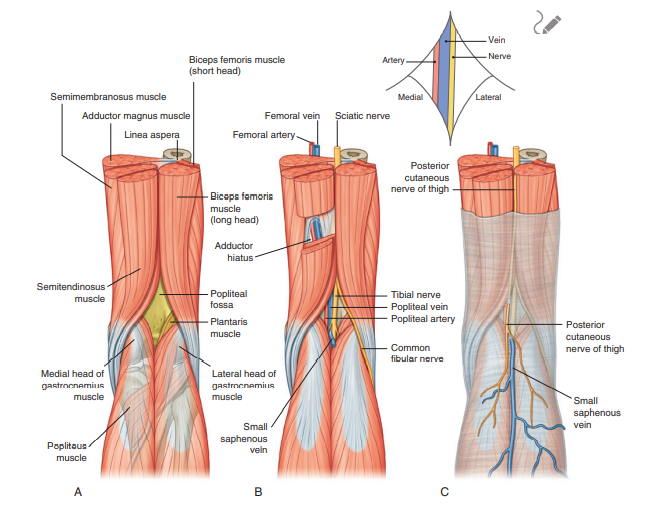 Vein
Artery
Nerve
Medial
Lateral
Biceps femoris muscle
(short head)
Semimembranosus muscle
Adductor magnus muscle
Linea aspera
Biceps femoris
muscle
(long head)
Semitendinosus
muscle
Popliteal
fossa
Plantaris
muscle
Medial head of
gastrocnemius
muscle
Lateral head of
gastrocnemius
muscle
Popliteus
muscle
A
Femoral vein
Sciatic nerve
Femoral artery
Adductor
hiatus
Tibial nerve
Popliteal vein
Popliteal artery
Common
fibular nerve
Small
saphenous
vein
B
Posterior
cutaneous
nerve of thigh
Posterior
cutaneous
nerve of thigh
Small
saphenous
vein
C